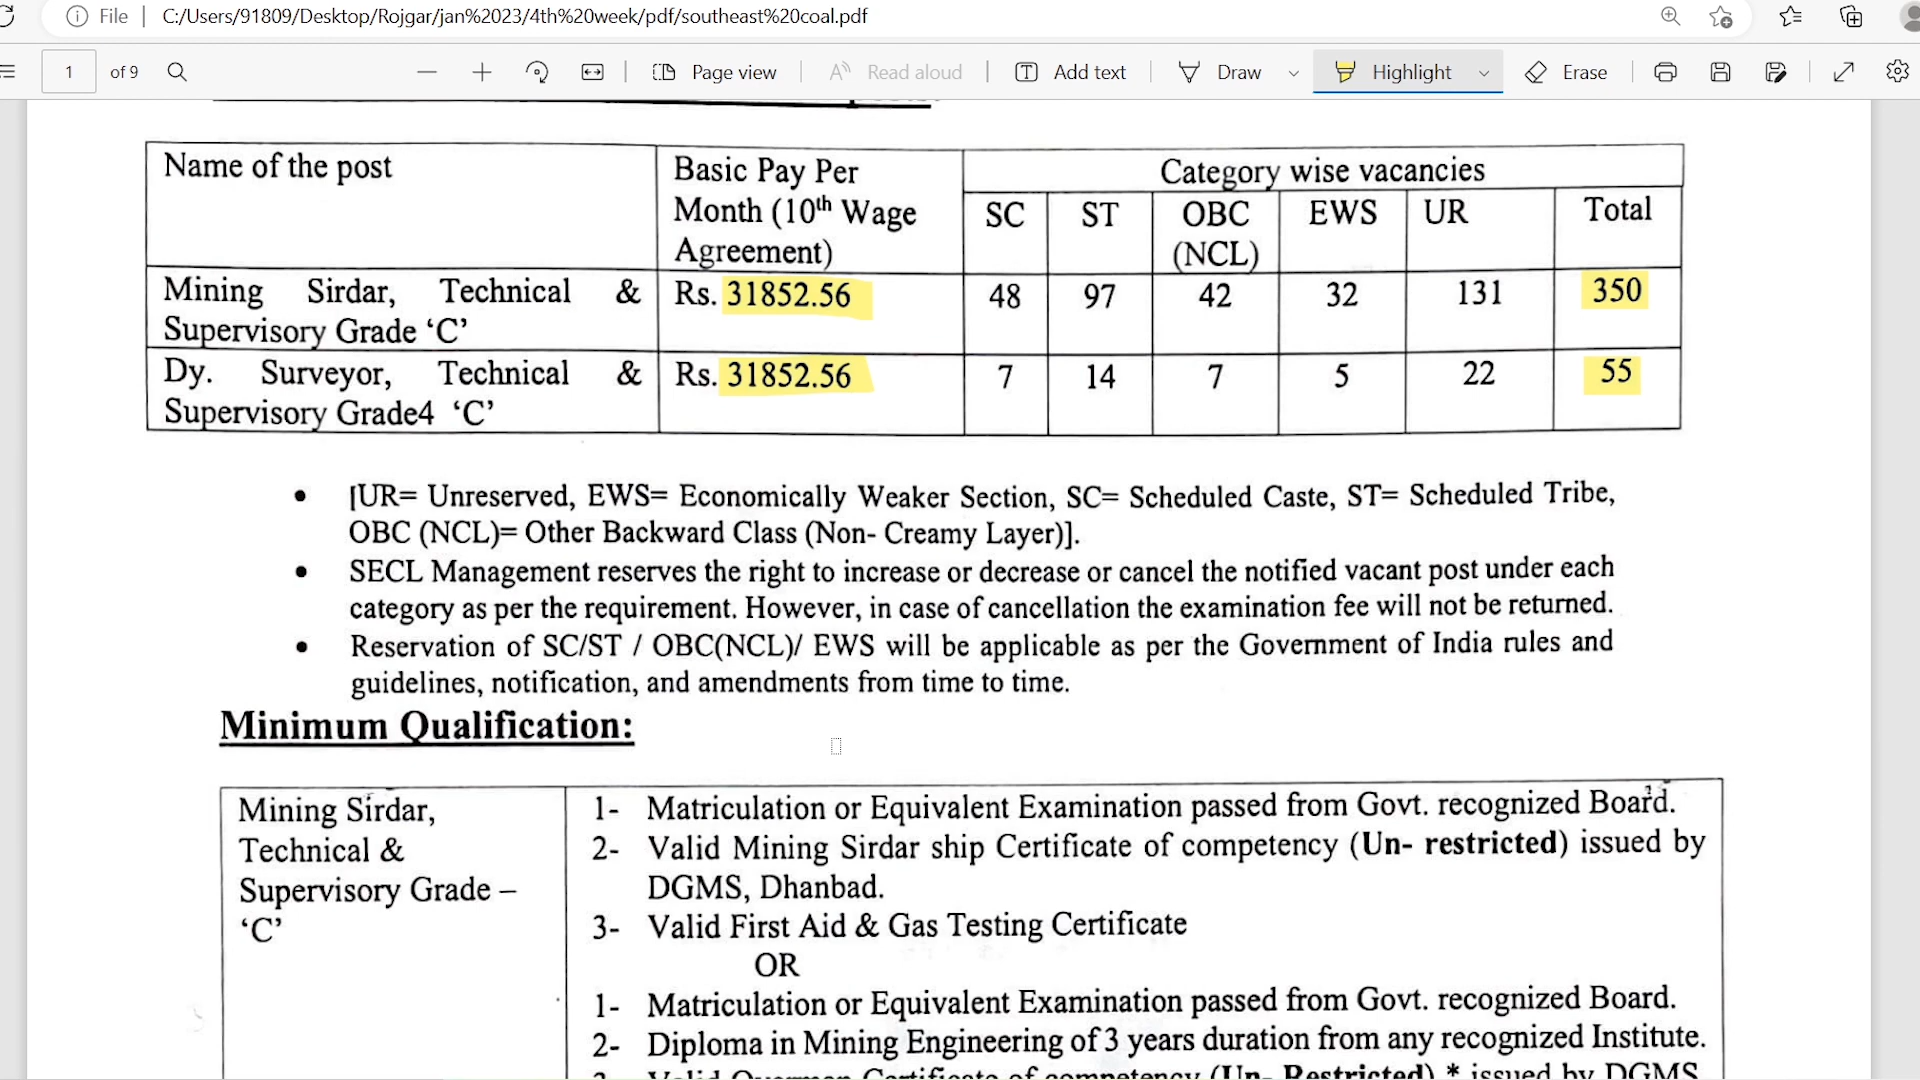 File C:/Users/91809/Desktop/Rojgar/jan%2023/4th%20week/pdf/southeast%20coal.pdf
1 of 9 Page view Read aloud Add text Draw Highlight Erase
Name of the post Basic Pay Per Month (10th Wage Agreement) Category wise vacancies
SC ST OBC (NCL) EWS UR Total
Mining Sirdar, Technical & Rs. 31852.56 48 97 42 32 131 350
Supervisory Grade ‘C’
Dy. Surveyor, Technical & Rs. 31852.56 7 14 7 5 22 55
Supervisory Grade4 ‘C’
• [UR= Unreserved, EWS= Economically Weaker Section, SC= Scheduled Caste, ST= Scheduled Tribe,
OBC (NCL)= Other Backward Class (Non- Creamy Layer)].
• SECL Management reserves the right to increase or decrease or cancel the notified vacant post under each
category as per the requirement. However, in case of cancellation the examination fee will not be returned.
• Reservation of SC/ST / OBC(NCL)/ EWS will be applicable as per the Government of India rules and
guidelines, notification, and amendments from time to time.
Minimum Qualification:
Mining Sirdar,
Technical &
Supervisory Grade –
‘C’
1- Matriculation or Equivalent Examination passed from Govt. recognized Board.
2- Valid Mining Sirdar ship Certificate of competency (Un- restricted) issued by
DGMS, Dhanbad.
3- Valid First Aid & Gas Testing Certificate
OR
1- Matriculation or Equivalent Examination passed from Govt. recognized Board.
2- Diploma in Mining Engineering of 3 years duration from any recognized Institute.
Certificate of competency (Un- Restricted) * issued by DGMS